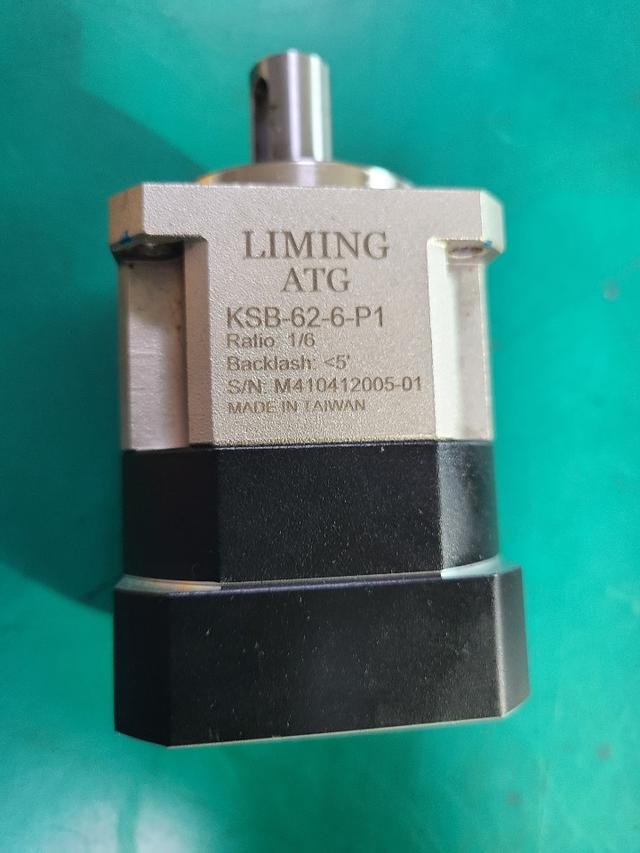 LIMING
ATG
KSB-62-6-P1
Ratio: 1/6
Backlash: <5'
S/N: M410412005-01
MADE IN TAIWAN